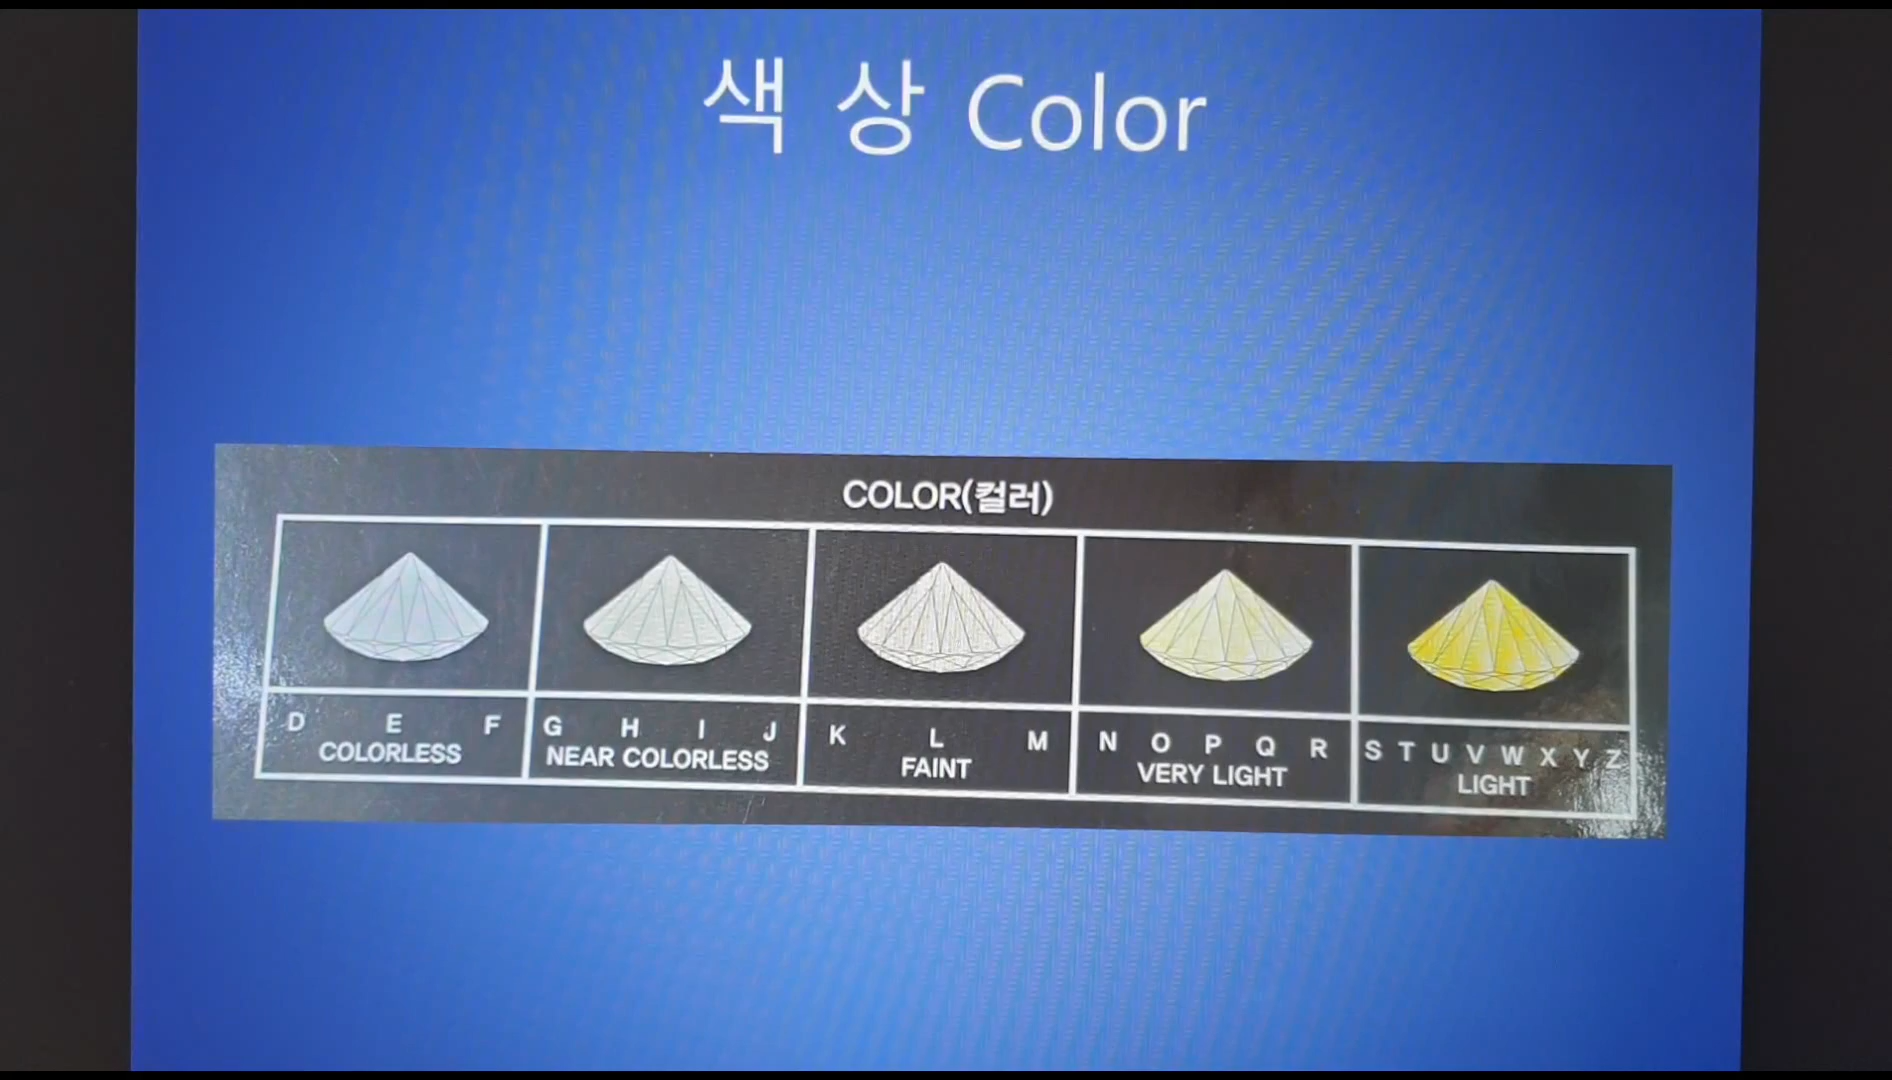 색 상 Color
COLOR(컬러)
D E F
COLORLESS
G H I J
NEAR COLORLESS
K L M
FAINT
N O P Q R
VERY LIGHT
S T U V W X Y Z
LIGHT